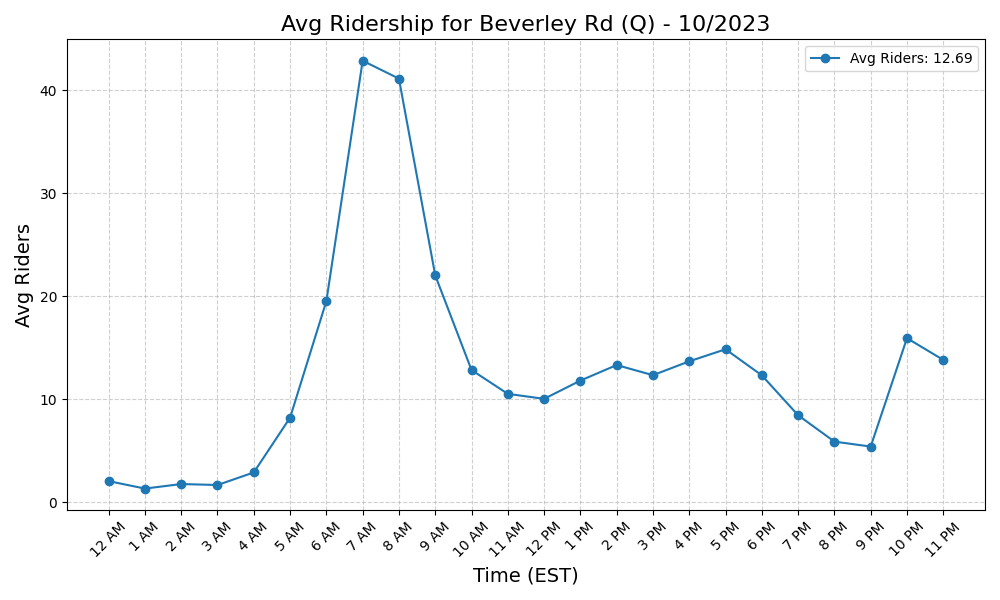 Avg Ridership for Beverley Rd (Q) - 10/2023
Avg Riders: 12.69
Avg Riders
40
30
20
10
0
12 AM
1 AM
2 AM
3 AM
4 AM
5 AM
6 AM
7 AM
8 AM
9 AM
10 AM
11 AM
12 PM
1 PM
2 PM
3 PM
4 PM
5 PM
6 PM
7 PM
8 PM
9 PM
10 PM
11 PM
Time (EST)